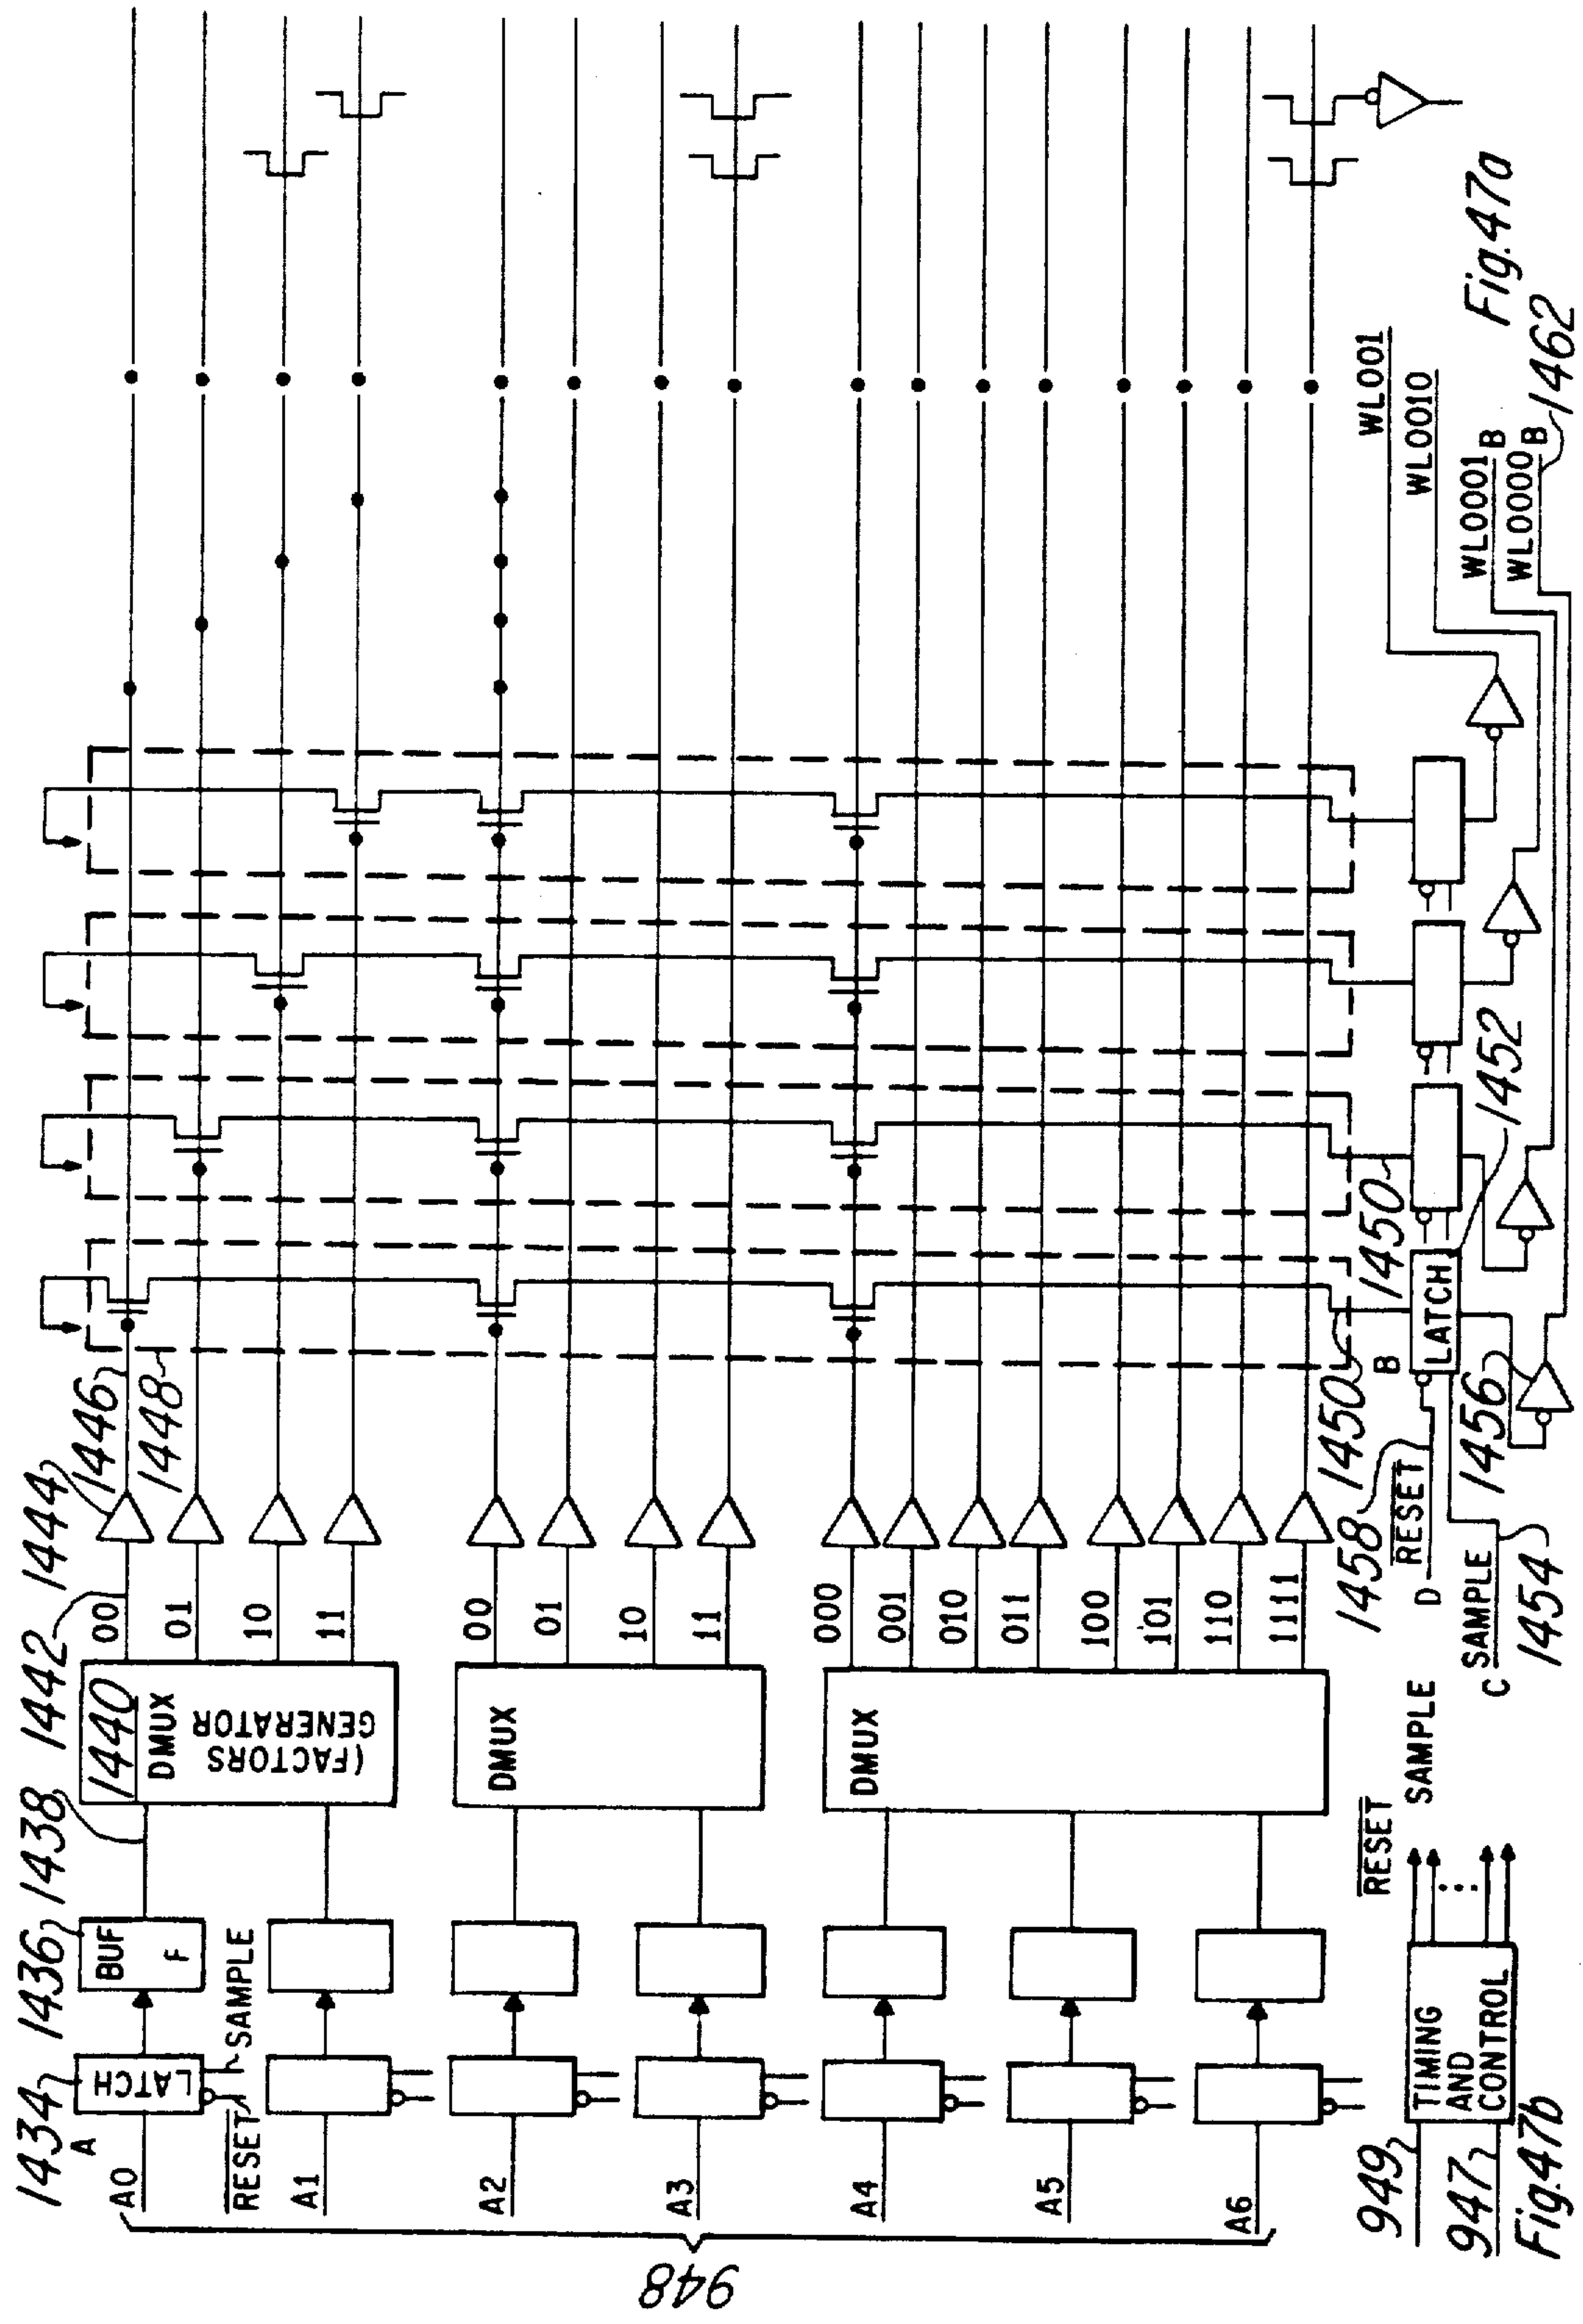 1434
A
1436
1438
1442
1444
1446
1448
A0
LATCH
BUF
F
1440
DMUX
(FACTORS
GENERATOR
00
01
10
11
RESET
SAMPLE
A1
A2
A3
DMUX
00
01
10
11
948
A4
A5
A6
DMUX
000
001
010
011
100
101
110
1111
1450
1450
B
LATCH
1452
1458
RESET
D
1456
C
SAMPLE
1454
WL001
WL0010
WL0001 B
WL0000 B
1462
Fig.47a
949
947
TIMING
AND
CONTROL
RESET
SAMPLE
Fig.47b